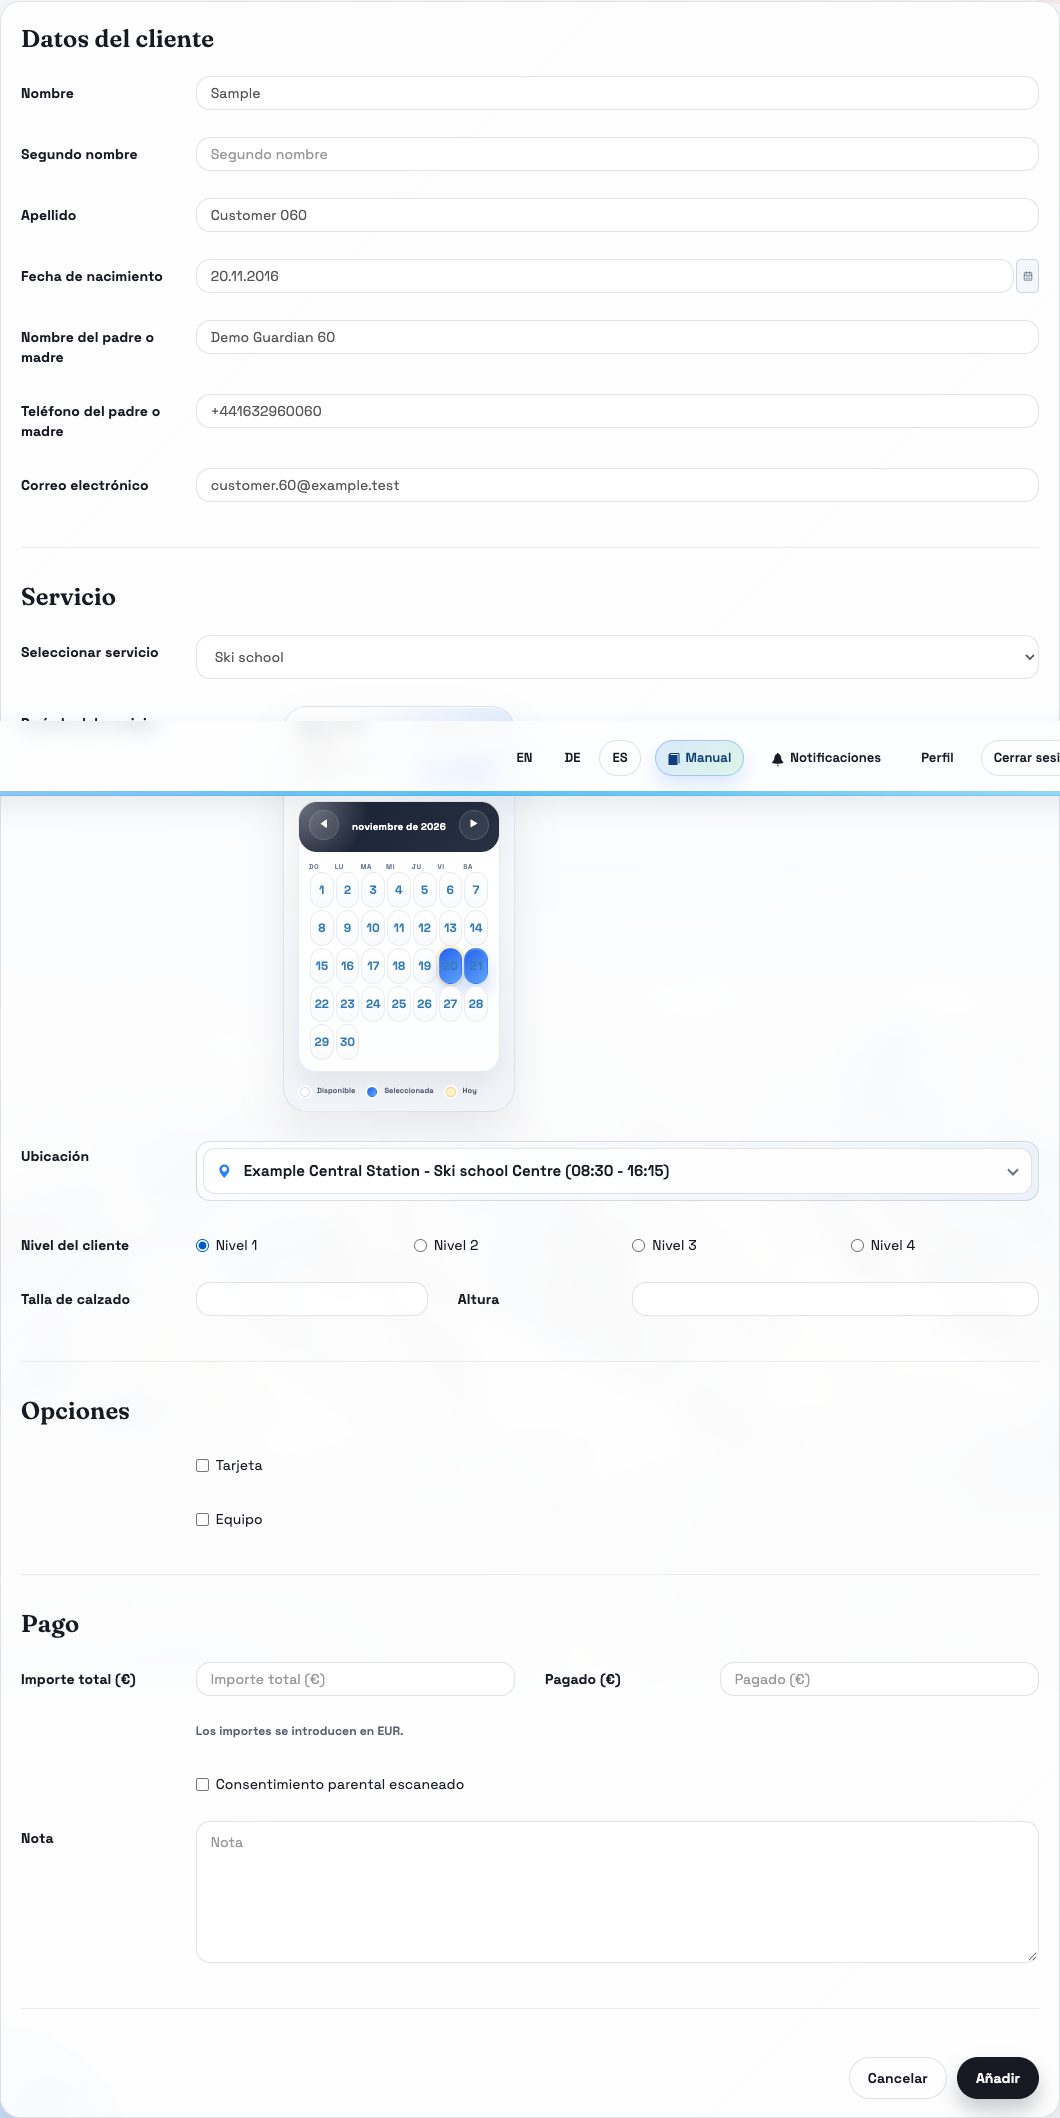 Datos del cliente
Nombre
Sample
Segundo nombre
Segundo nombre
Apellido
Customer 060
Fecha de nacimiento
20.11.2016
Nombre del padre o
madre
Demo Guardian 60
Teléfono del padre o
madre
+441632960060
Correo electrónico
customer.60@example.test
Servicio
Seleccionar servicio
Ski school
EN DE ES Manual Notificaciones Perfil Cerrar sesi
noviembre de 2026
DO LU MA MI JU VI SA
1 2 3 4 5 6 7
8 9 10 11 12 13 14
15 16 17 18 19 20 21
22 23 24 25 26 27 28
29 30
Disponible Seleccionada Hoy
Ubicación
Example Central Station - Ski school Centre (08:30 - 16:15)
Nivel del cliente
Nivel 1 Nivel 2 Nivel 3 Nivel 4
Talla de calzado
Altura
Opciones
Tarjeta
Equipo
Pago
Importe total (€)
Importe total (€)
Pagado (€)
Pagado (€)
Los importes se introducen en EUR.
Consentimiento parental escaneado
Nota
Nota
Cancelar
Añadir